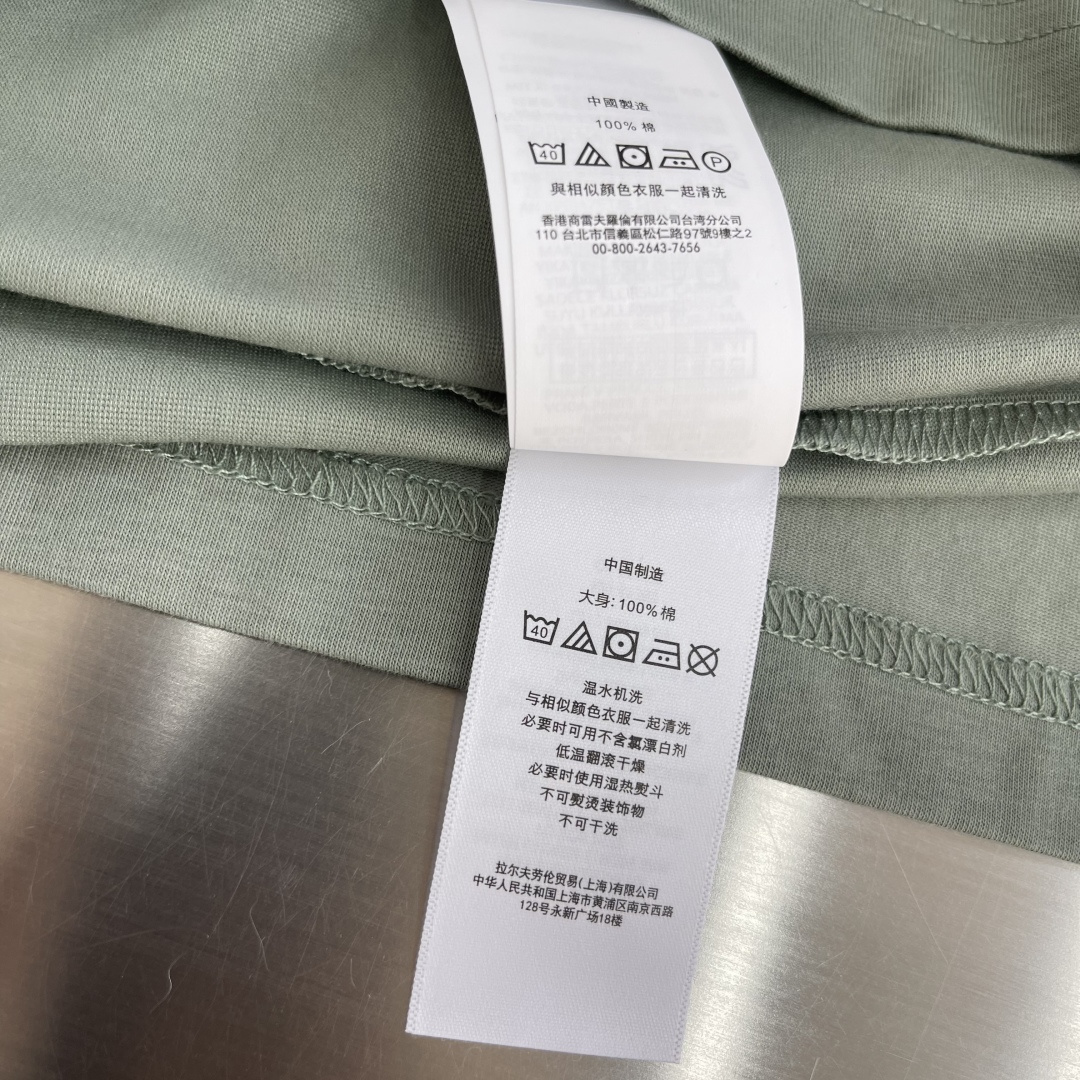 中國製造
100% 棉
40 P
與相似顏色衣服一起清洗
香港商雷夫羅倫有限公司台湾分公司
110 台北市信義區松仁路97號9樓之2
00-800-2643-7656
中国制造
大身:100%棉
40
温水机洗
与相似颜色衣服一起清洗
必要时可用不含氯漂白剂
低温翻滚干燥
必要时使用湿热熨斗
不可熨烫装饰物
不可干洗
拉尔夫劳伦贸易(上海)有限公司
中华人民共和国上海市黄浦区南京西路
128号永新广场18楼